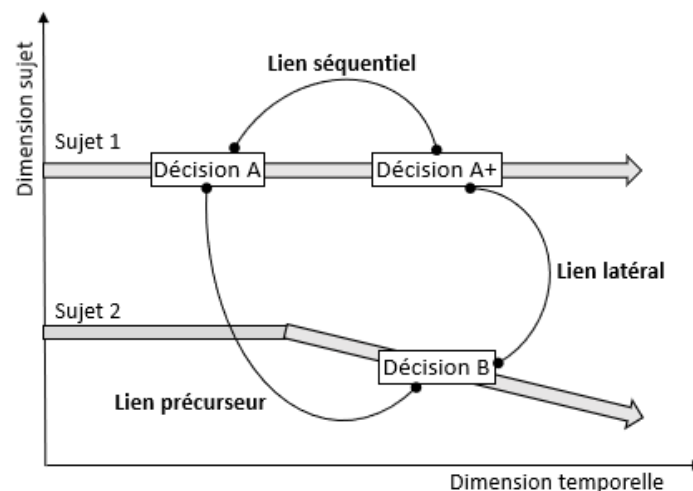 Dimension sujet
Lien séquentiel
Sujet 1
Décision A
Décision A+
Lien latéral
Sujet 2
Décision B
Lien précurseur
Dimension temporelle